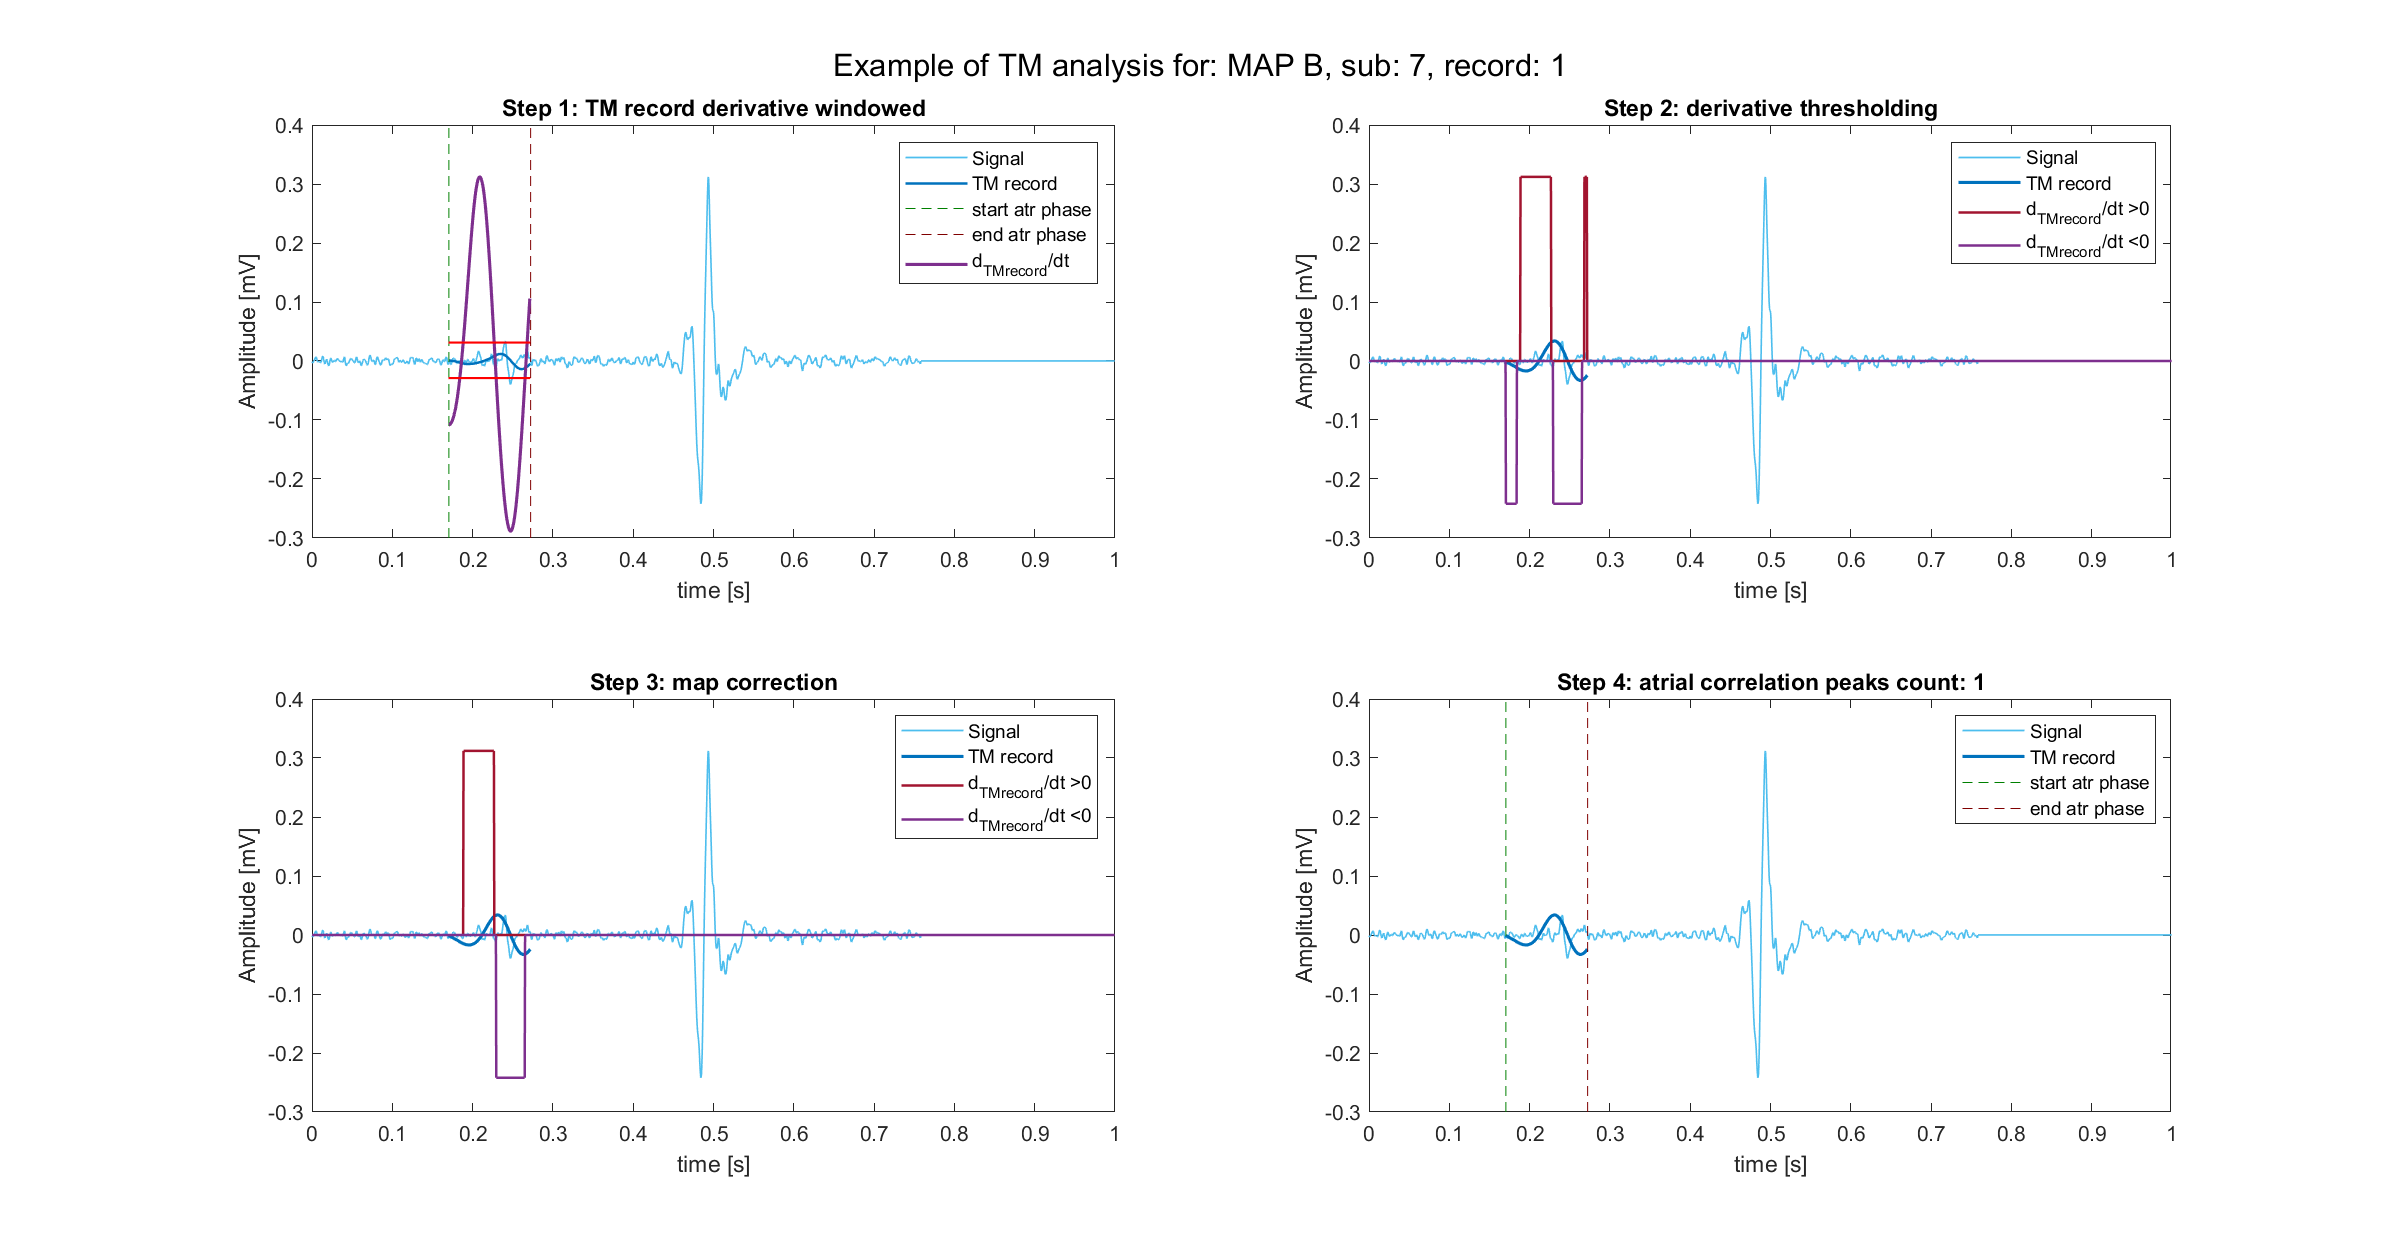 Example of TM analysis for: MAP B, sub: 7, record: 1
Step 1: TM record derivative windowed
0.4
0.3
0.2
0.1
0
-0.1
-0.2
-0.3
Amplitude [mV]
0 0.1 0.2 0.3 0.4 0.5 0.6 0.7 0.8 0.9 1
time [s]
Signal
TM record
start atr phase
end atr phase
dTMrecord/dt
Step 2: derivative thresholding
0.4
0.3
0.2
0.1
0
-0.1
-0.2
-0.3
Amplitude [mV]
0 0.1 0.2 0.3 0.4 0.5 0.6 0.7 0.8 0.9 1
time [s]
Signal
TM record
dTMrecord/dt >0
dTMrecord/dt <0
Step 3: map correction
0.4
0.3
0.2
0.1
0
-0.1
-0.2
-0.3
Amplitude [mV]
0 0.1 0.2 0.3 0.4 0.5 0.6 0.7 0.8 0.9 1
time [s]
Signal
TM record
dTMrecord/dt >0
dTMrecord/dt <0
Step 4: atrial correlation peaks count: 1
0.4
0.3
0.2
0.1
0
-0.1
-0.2
-0.3
Amplitude [mV]
0 0.1 0.2 0.3 0.4 0.5 0.6 0.7 0.8 0.9 1
time [s]
Signal
TM record
start atr phase
end atr phase